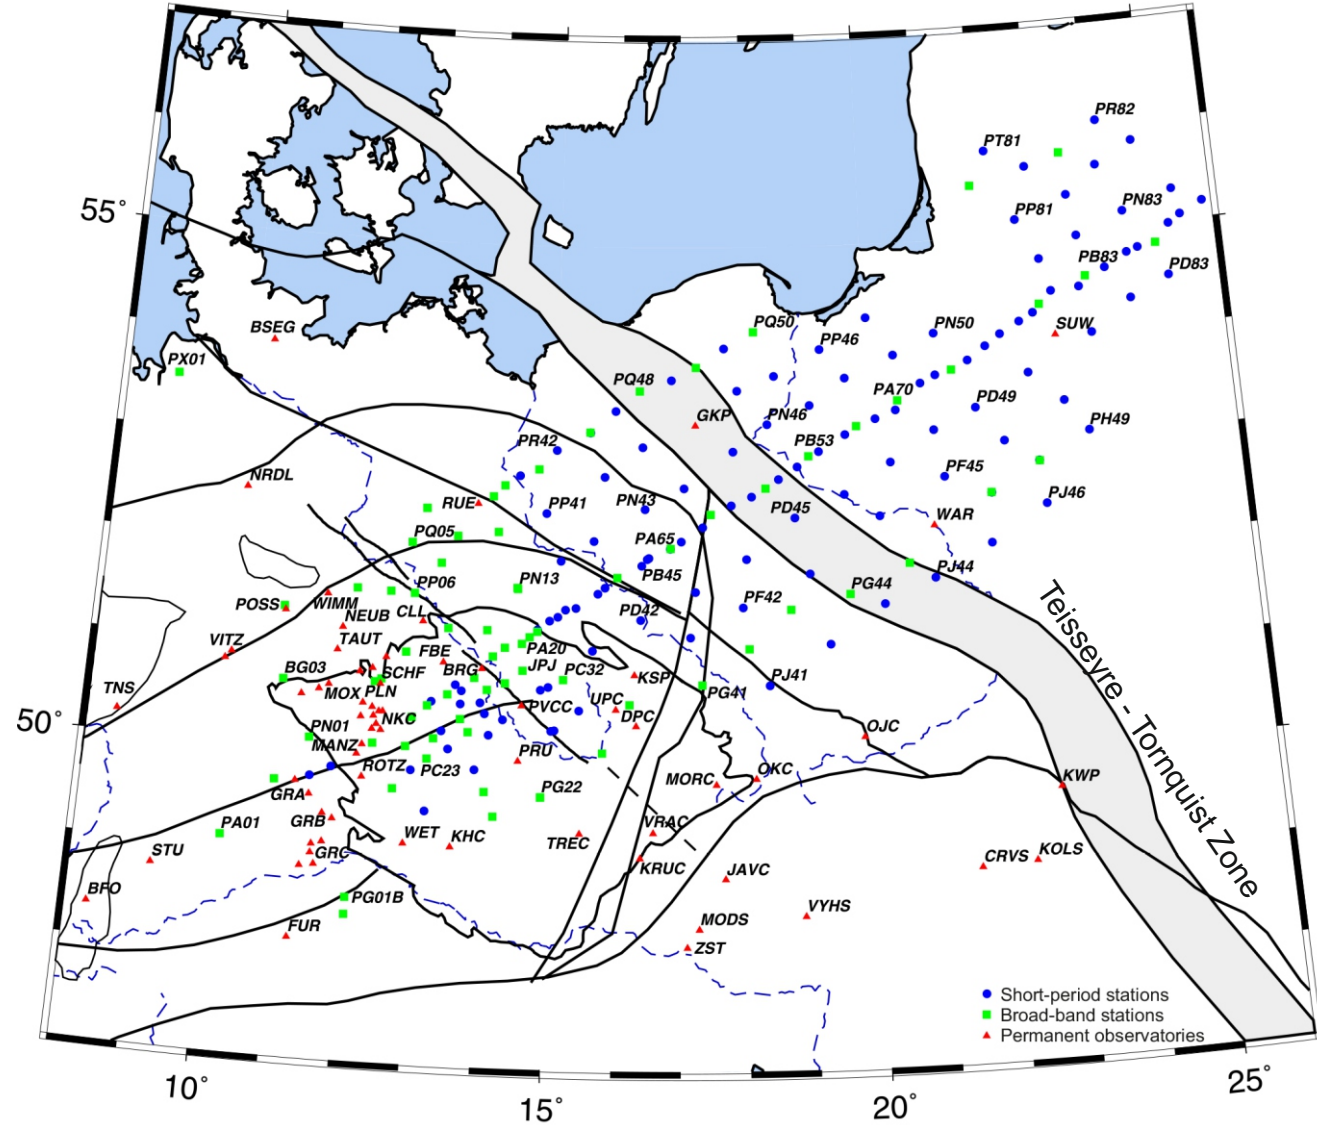 PR82
PT81
PN83
55°
PP81
PB83
PD83
BSEG
PQ50
PN50
SUW
PP46
PX01
PQ48
PA70
PD49
GKP
PN46
PH49
PR42
PB53
NRDL
PF45
RUE
PP41
PN43
PD45
PJ46
WAR
PQ05
PA65
PB45
PJ44
PN13
PP06
PG44
POSS
WIMM
CLL
PD42
PF42
NEUB
VITZ
TAUT
FBE
PA20
BG03
SCHF
BRG
JPJ
PC32
KSP
PJ41
TNS
MOX
PLN
PVCC
UPC
PG41
DPC
50°
PN01
NKC
OJC
MANZ
PRU
ROTZ
PC23
MORC
OKC
KWP
GRA
PG22
PA01
GRB
WET
KHC
TREC
VRAC
STU
GRC
KRUC
JAVC
CRVS
KOLS
BFO
PG01B
VYHS
FUR
MODS
ZST
Teisseyre - Tornquist Zone
Short-period stations
Broad-band stations
Permanent observatories
10°
15°
20°
25°